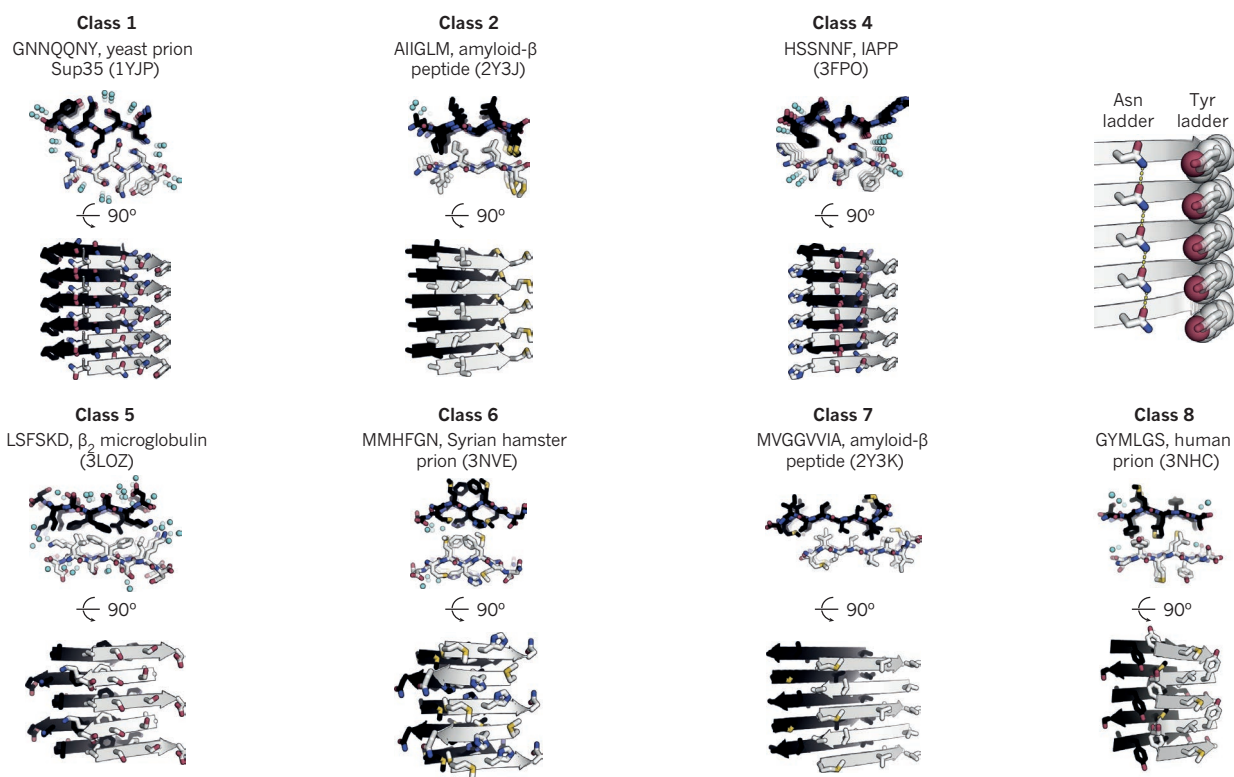 Class 1
GNNQQNY, yeast prion
Sup35 (1YJP)
90º
Class 2
AIIGLM, amyloid-β
peptide (2Y3J)
90º
Class 4
HSSNNF, IAPP
(3FPO)
90º
Asn
ladder
Tyr
ladder
Class 5
LSFSKD, β₂ microglobulin
(3LOZ)
90º
Class 6
MMHFGN, Syrian hamster
prion (3NVE)
90º
Class 7
MVGGVVIA, amyloid-β
peptide (2Y3K)
90º
Class 8
GYMLGS, human
prion (3NHC)
90º